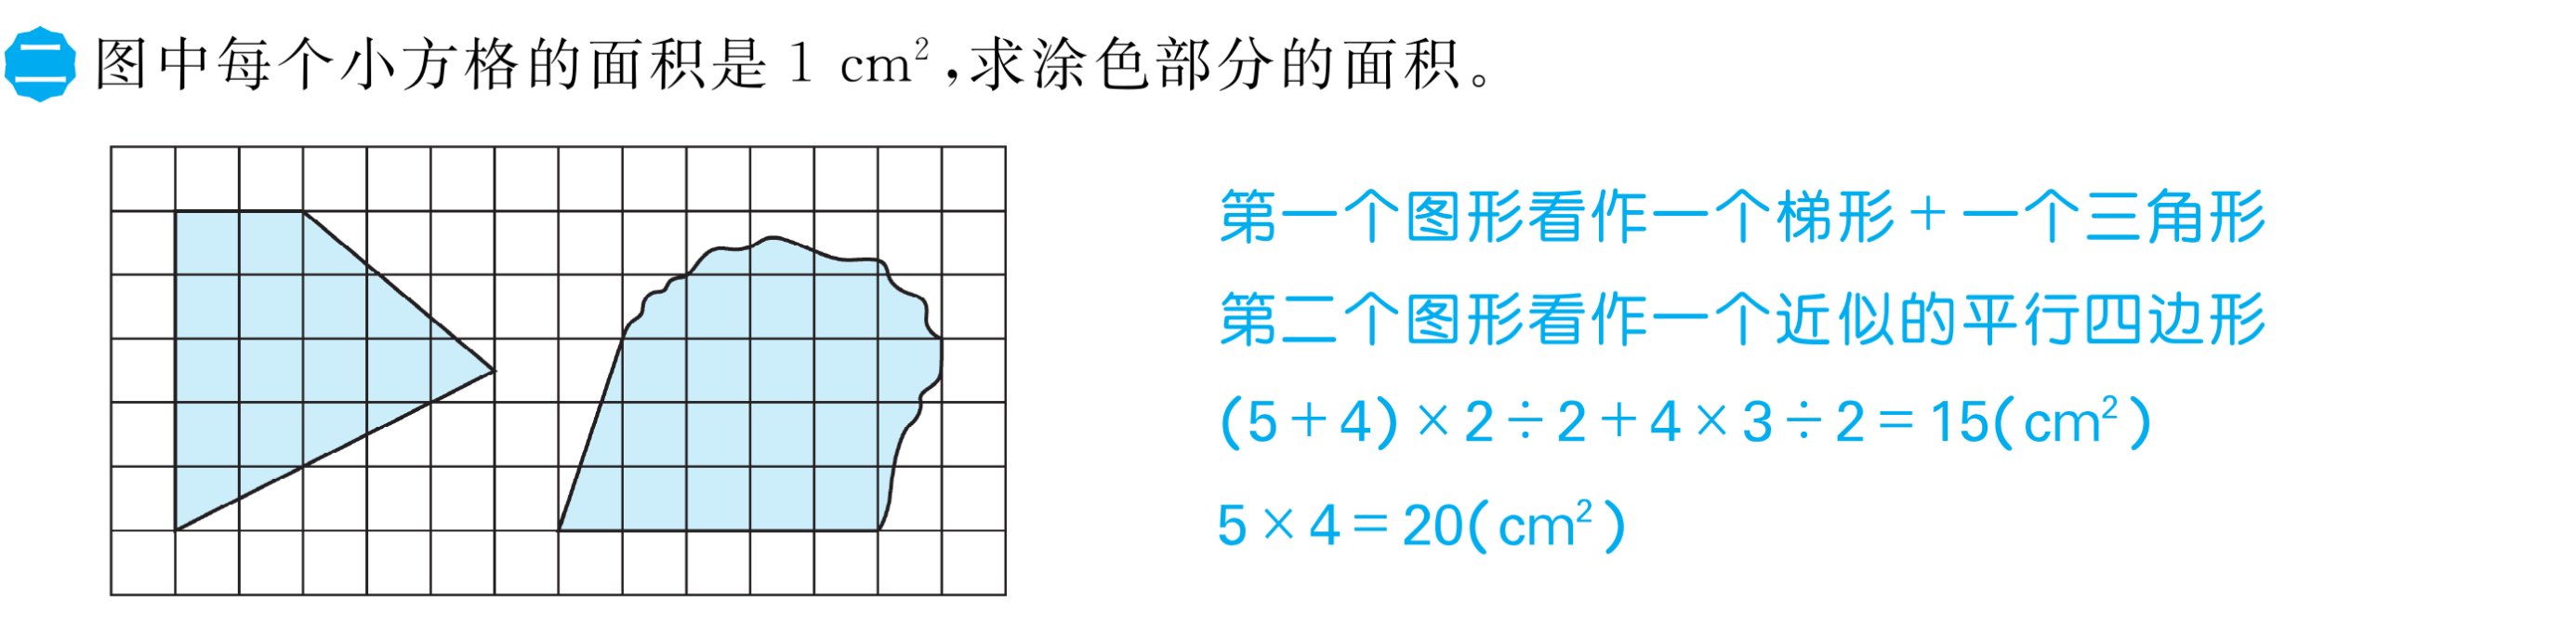 二 图中每个小方格的面积是 1 cm²,求涂色部分的面积。
第一个图形看作一个梯形+一个三角形
第二个图形看作一个近似的平行四边形
(5+4)×2÷2+4×3÷2=15(cm²)
5×4=20(cm²)